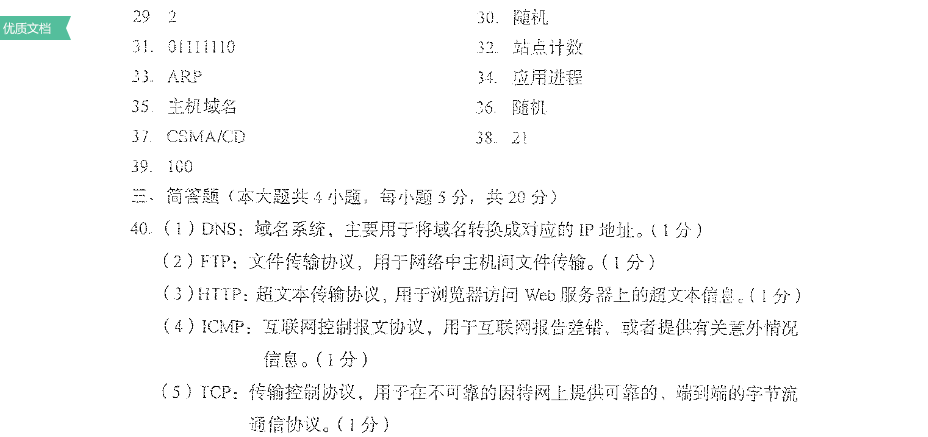 优质文档
29 2 30. 随机
31. 01111110 32. 站点计数
33. ARP 34. 应用进程
35. 主机域名 36. 随机
37. CSMA/CD 38. 21
39. 100
三、简答题（本大题共4小题，每小题5分，共20分）
40.（1）DNS：域名系统，主要用于将域名转换成对应的IP地址。（1分）
（2）FTP：文件传输协议，用于网络中主机间文件传输。（1分）
（3）HTTP：超文本传输协议，用于浏览器访问Web服务器上的超文本信息。（1分）
（4）ICMP：互联网控制报文协议，用于互联网报告差错，或者提供有关意外情况
信息。（1分）
（5）TCP：传输控制协议，用于在不可靠的因特网上提供可靠的、端到端的字节流
通信协议。（1分）